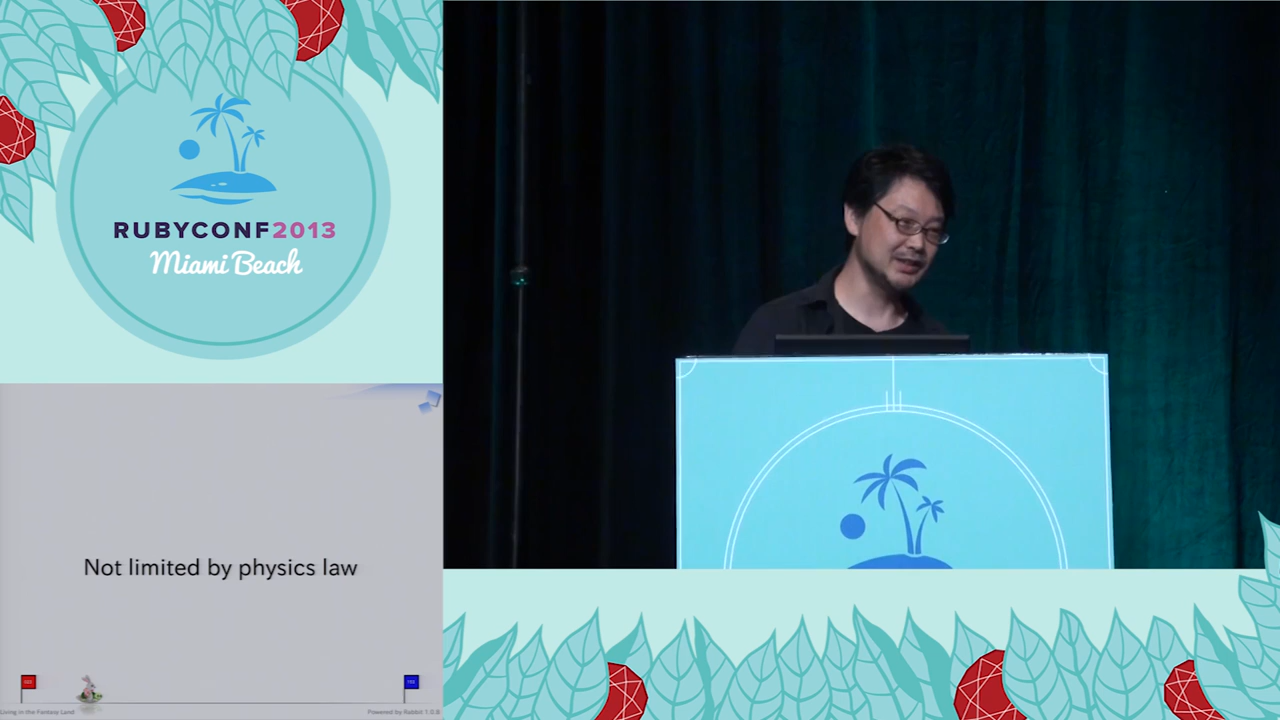 RUBYCONF2013
Miami Beach
Not limited by physics law
Living in the Fantasy Land
Powered by Rabbit 1.0.8